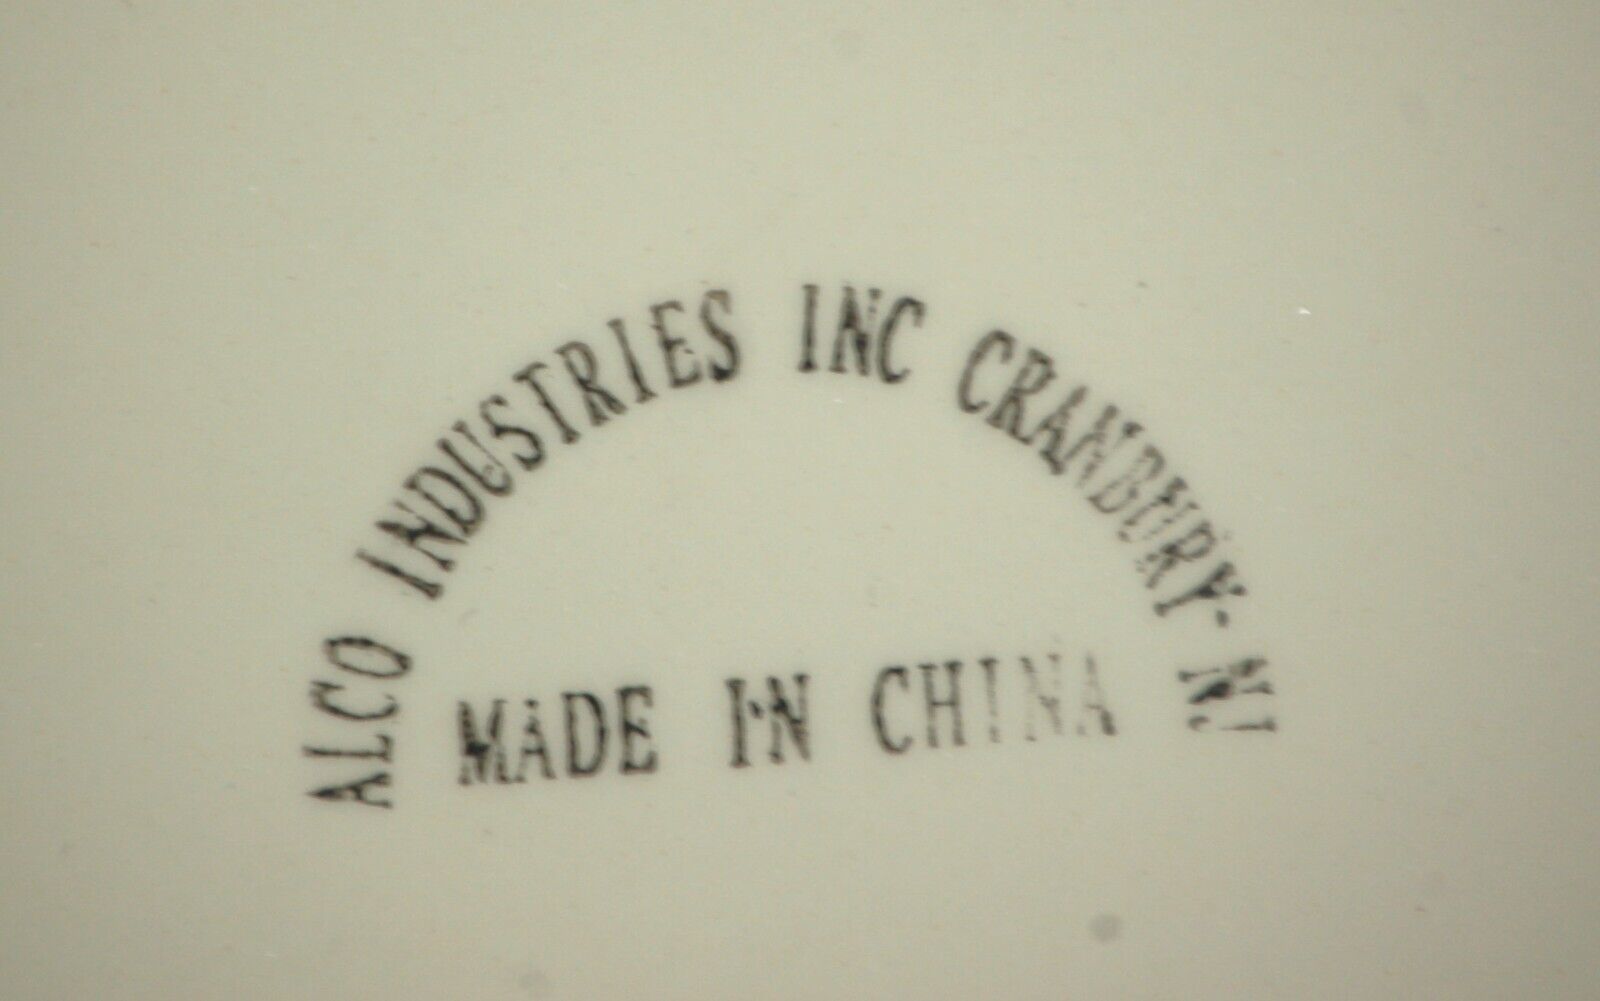 ALCO INDUSTRIES INC CRANBURY-NJ
MADE IN CHINA